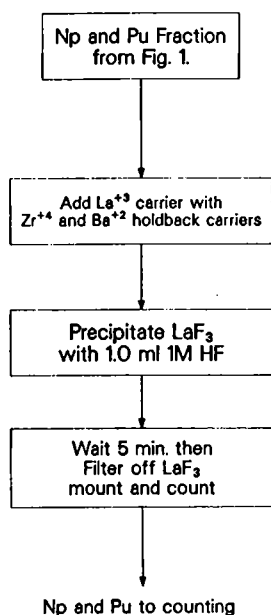 Np and Pu Fraction
from Fig. 1.
Add La+3 carrier with
Zr+4 and Ba+2 holdback carriers
Precipitate LaF3
with 1.0 ml 1M HF
Wait 5 min. then
Filter off LaF3
mount and count
Np and Pu to counting